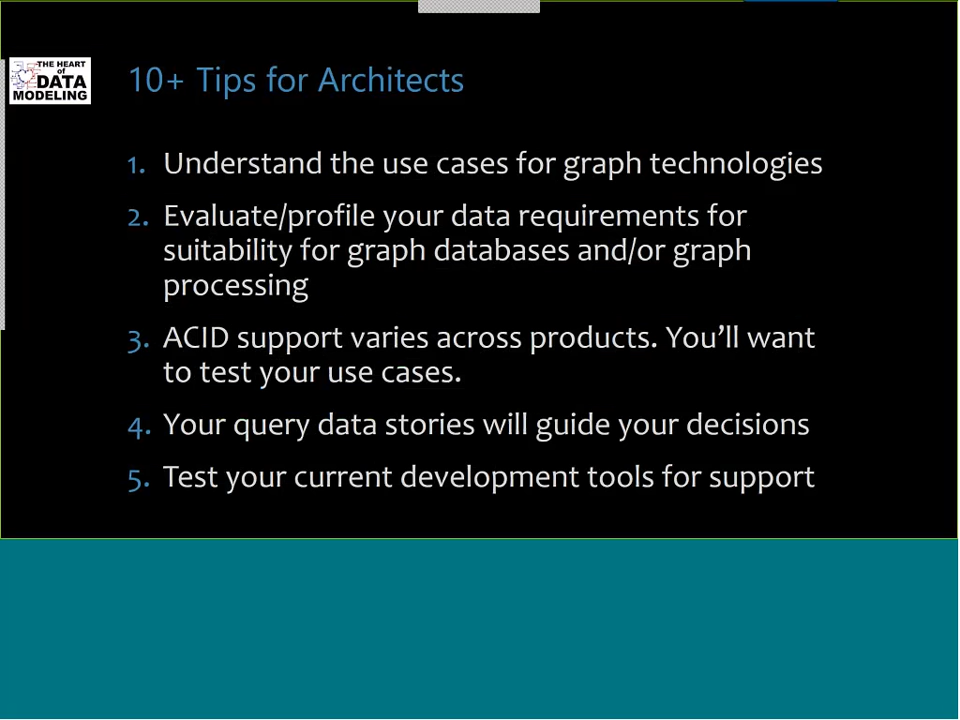 THE HEART
of
DATA
MODELING
10+ Tips for Architects
1. Understand the use cases for graph technologies
2. Evaluate/profile your data requirements for
suitability for graph databases and/or graph
processing
3. ACID support varies across products. You’ll want
to test your use cases.
4. Your query data stories will guide your decisions
5. Test your current development tools for support